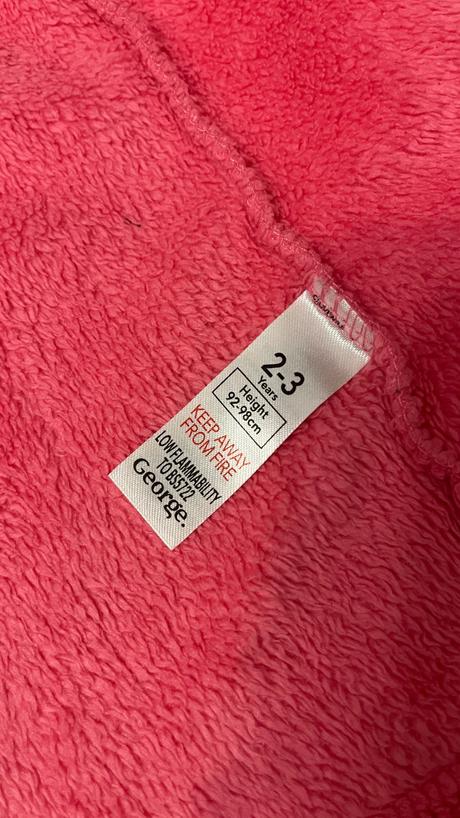 2-3
Years
Height
92-98cm
KEEP AWAY
FROM FIRE
LOW FLAMMABILITY
TO BS5722
George.